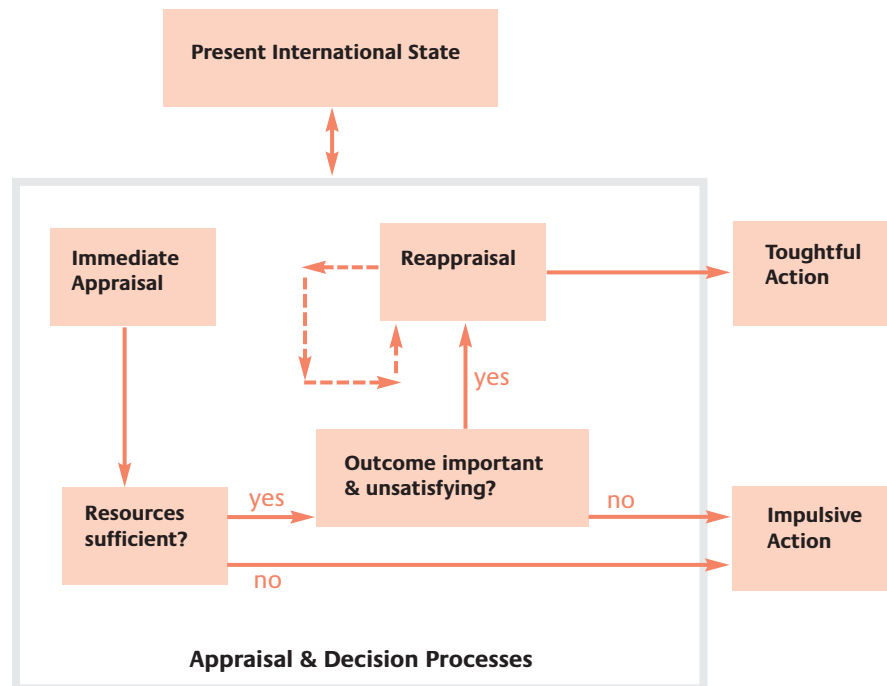 Present International State
Immediate
Appraisal
Reappraisal
Toughtful
Action
yes
Outcome important
& unsatisfying?
Resources
sufficient?
yes
no
Impulsive
Action
no
Appraisal & Decision Processes